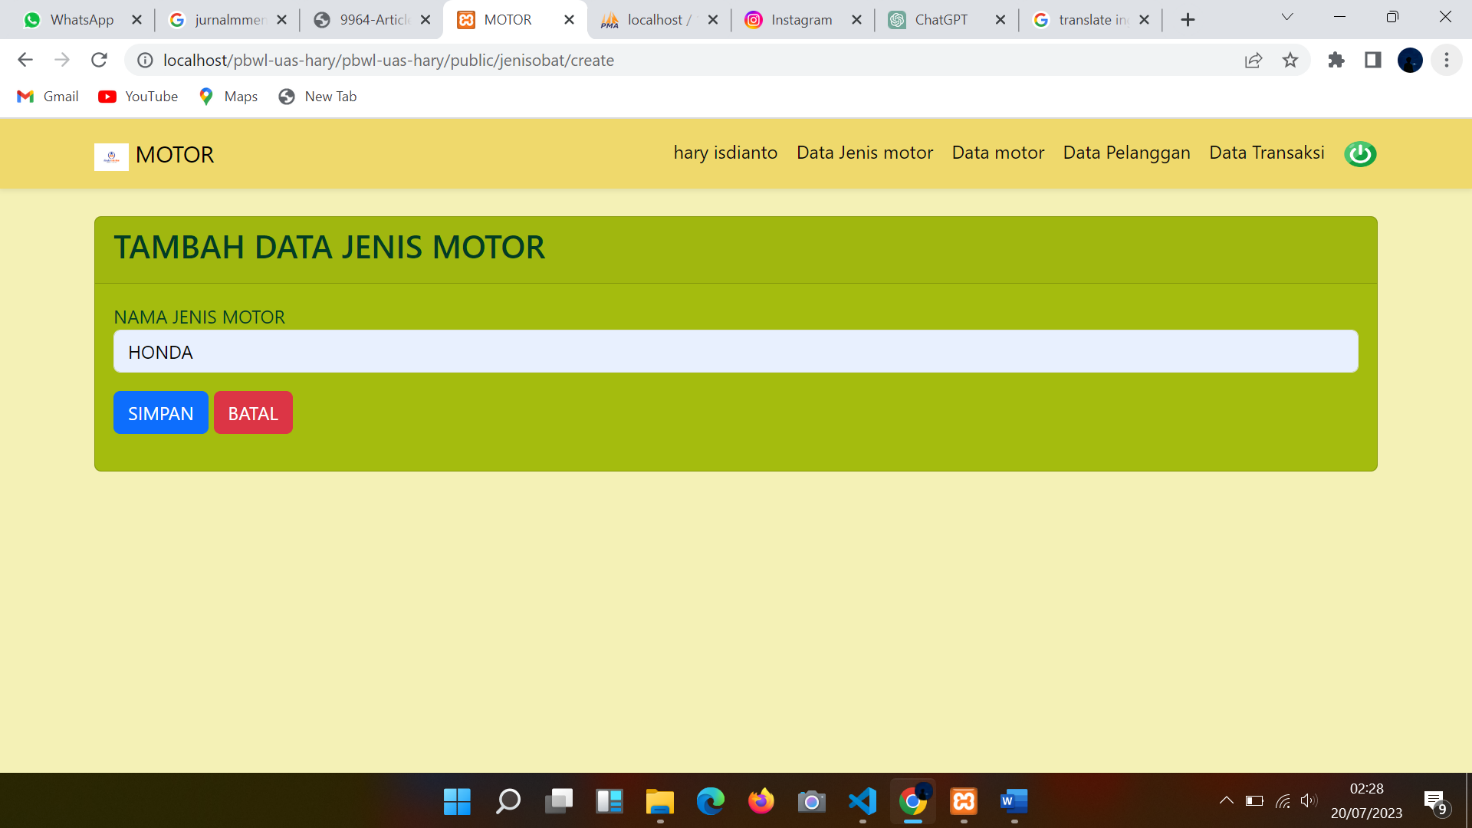 WhatsApp
jurnalmmer
9964-Article
MOTOR
localhost /
Instagram
ChatGPT
translate in
localhost/pbwl-uas-hary/pbwl-uas-hary/public/jenisobat/create
Gmail
YouTube
Maps
New Tab
MOTOR
hary isdianto
Data Jenis motor
Data motor
Data Pelanggan
Data Transaksi
TAMBAH DATA JENIS MOTOR
NAMA JENIS MOTOR
HONDA
SIMPAN
BATAL
02:28
20/07/2023
9